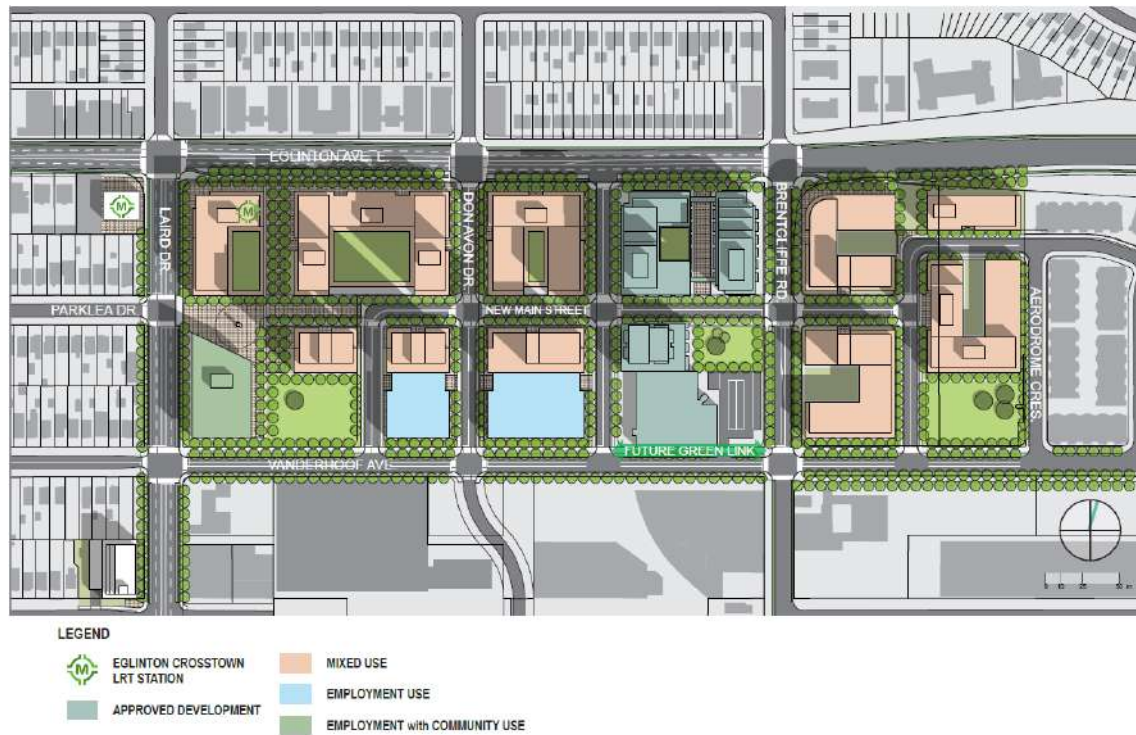 EGLINTON AVE. E.
LAIRD DR.
DON AVON DR.
BRENTCLIFFE RD.
PARKLEA DR.
NEW MAIN STREET
AERODROME CRES.
FUTURE GREEN LINK
VANDERHOOF AVE.
M
M
LEGEND
M
EGLINTON CROSSTOWN
LRT STATION
APPROVED DEVELOPMENT
MIXED USE
EMPLOYMENT USE
EMPLOYMENT with COMMUNITY USE